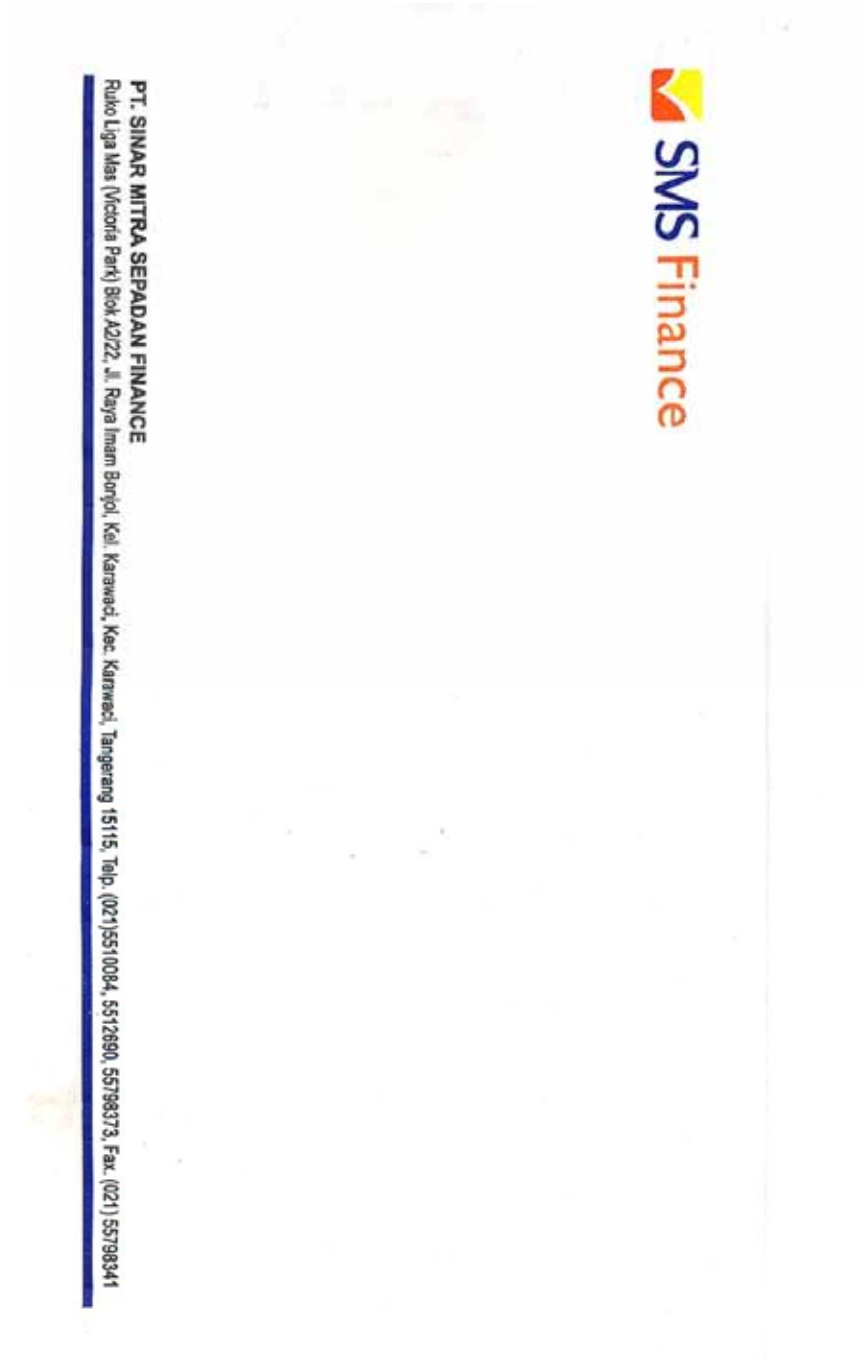 SMS Finance
PT. SINAR MITRA SEPADAN FINANCE
Ruko Liga Mas (Victoria Park) Blok A2/22, Jl. Raya Imam Bonjol, Kel. Karawaci, Kec. Karawaci, Tangerang 15115, Telp. (021)5510084, 5512690, 55798373, Fax. (021) 55798341